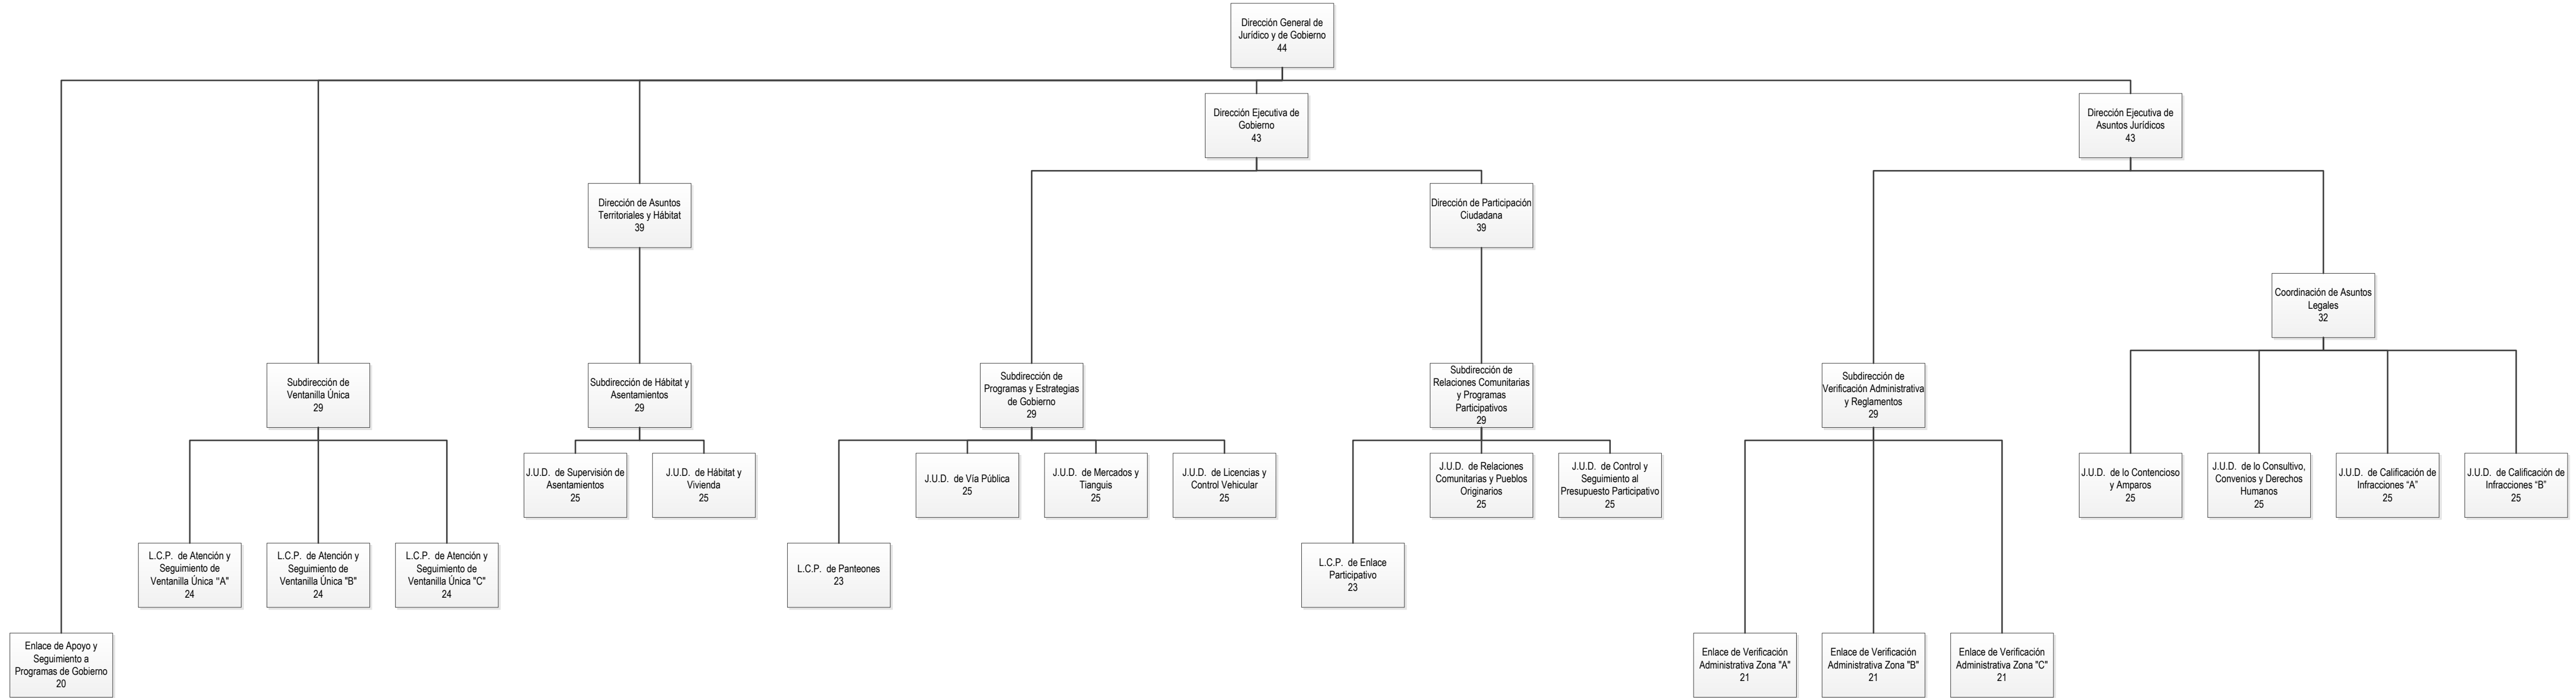 Dirección General de
Jurídico y de Gobierno
44
Dirección Ejecutiva de
Gobierno
43
Dirección Ejecutiva de
Asuntos Jurídicos
43
Dirección de Asuntos
Territoriales y Hábitat
39
Dirección de Participación
Ciudadana
39
Coordinación de Asuntos
Legales
32
Subdirección de
Ventanilla Única
29
Subdirección de Hábitat y
Asentamientos
29
Subdirección de
Programas y Estrategias
de Gobierno
29
Subdirección de
Relaciones Comunitarias
y Programas
Participativos
29
Subdirección de
Verificación Administrativa
y Reglamentos
29
J.U.D. de Supervisión de
Asentamientos
25
J.U.D. de Hábitat y
Vivienda
25
J.U.D. de Vía Pública
25
J.U.D. de Mercados y
Tianguis
25
J.U.D. de Licencias y
Control Vehicular
25
J.U.D. de Relaciones
Comunitarias y Pueblos
Originarios
25
J.U.D. de Control y
Seguimiento al
Presupuesto Participativo
25
J.U.D. de lo Contencioso
y Amparos
25
J.U.D. de lo Consultivo,
Convenios y Derechos
Humanos
25
J.U.D. de Calificación de
Infracciones “A”
25
J.U.D. de Calificación de
Infracciones “B”
25
L.C.P. de Atención y
Seguimiento de
Ventanilla Única “A”
24
L.C.P. de Atención y
Seguimiento de
Ventanilla Única "B"
24
L.C.P. de Atención y
Seguimiento de
Ventanilla Única "C"
24
L.C.P. de Panteones
23
L.C.P. de Enlace
Participativo
23
Enlace de Apoyo y
Seguimiento a
Programas de Gobierno
20
Enlace de Verificación
Administrativa Zona "A"
21
Enlace de Verificación
Administrativa Zona "B"
21
Enlace de Verificación
Administrativa Zona "C"
21